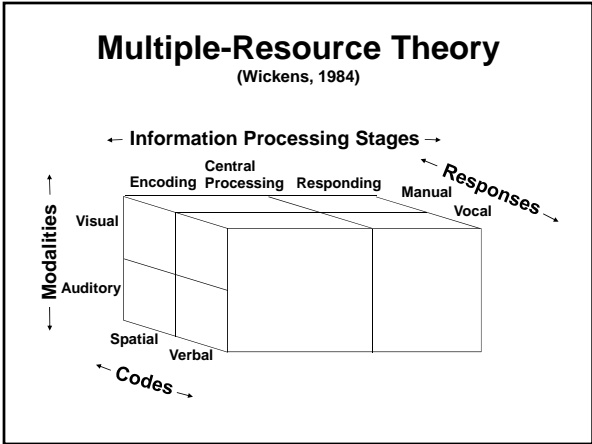 Multiple-Resource Theory
(Wickens, 1984)
Information Processing Stages
Encoding
Central
Processing
Responding
Manual
Vocal
Responses
Modalities
Visual
Auditory
Spatial
Verbal
Codes